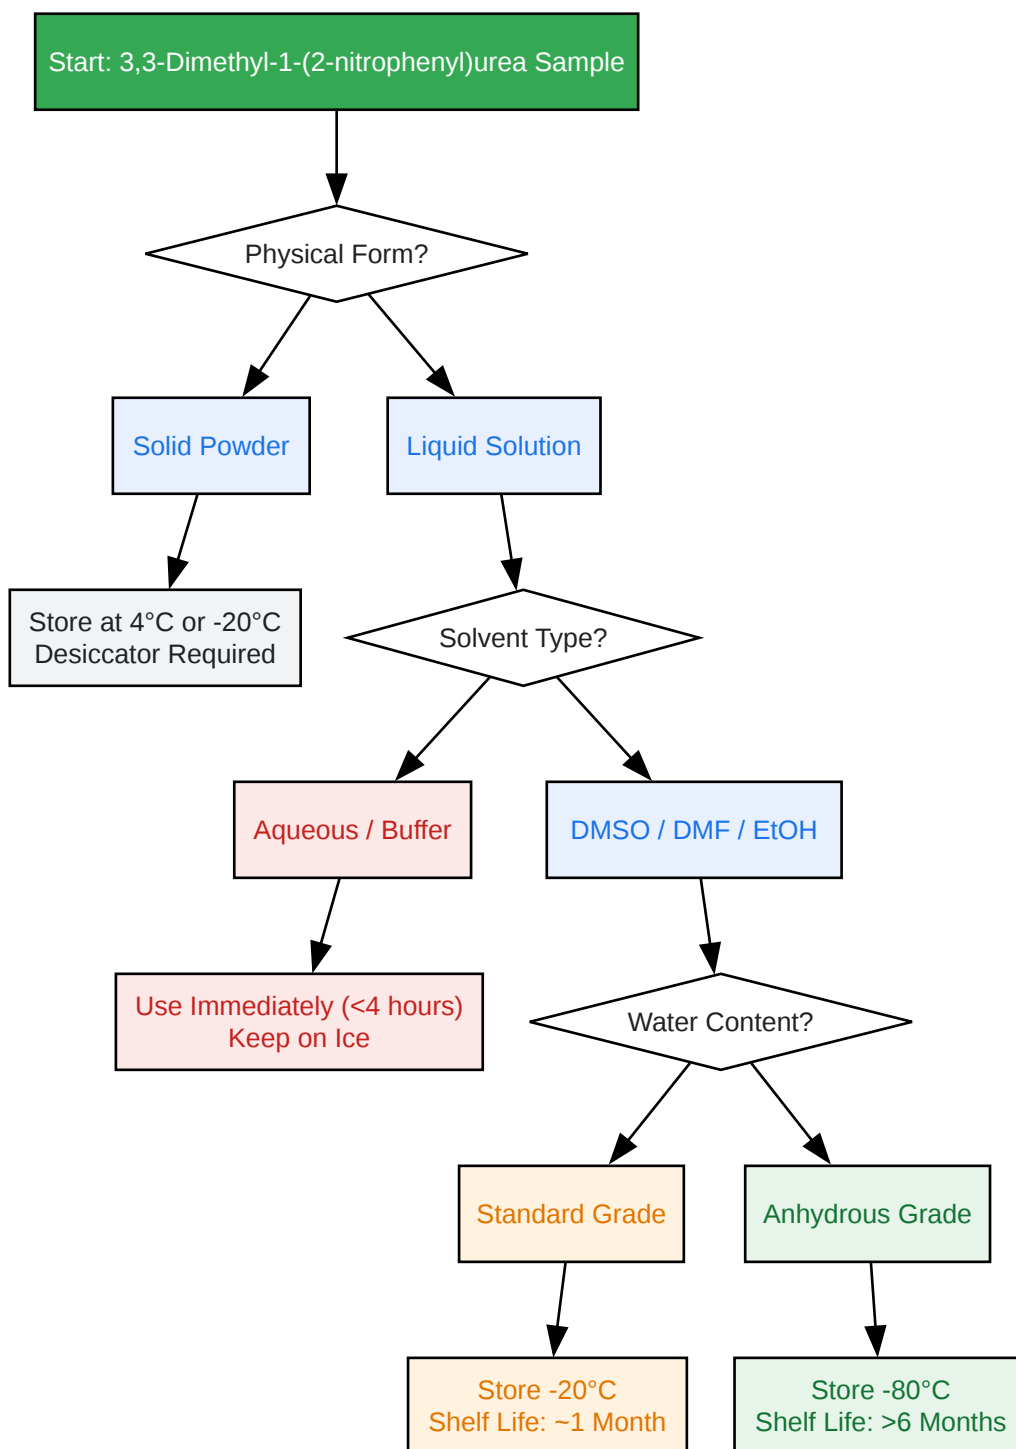 Start: 3,3-Dimethyl-1-(2-nitrophenyl)urea Sample
Physical Form?
Solid Powder
Liquid Solution
Store at 4°C or -20°C
Desiccator Required
Solvent Type?
Aqueous / Buffer
DMSO / DMF / EtOH
Use Immediately (<4 hours)
Keep on Ice
Water Content?
Standard Grade
Anhydrous Grade
Store -20°C
Shelf Life: ~1 Month
Store -80°C
Shelf Life: >6 Months